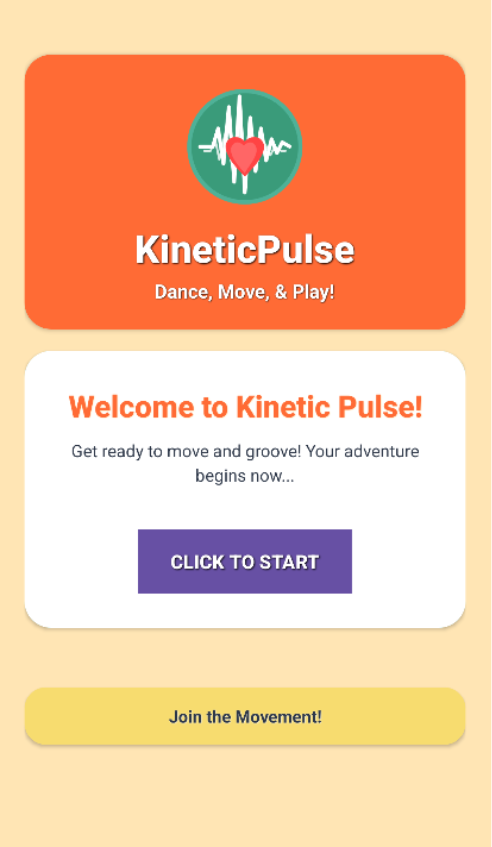 KineticPulse
Dance, Move, & Play!
Welcome to Kinetic Pulse!
Get ready to move and groove! Your adventure
begins now...
CLICK TO START
Join the Movement!